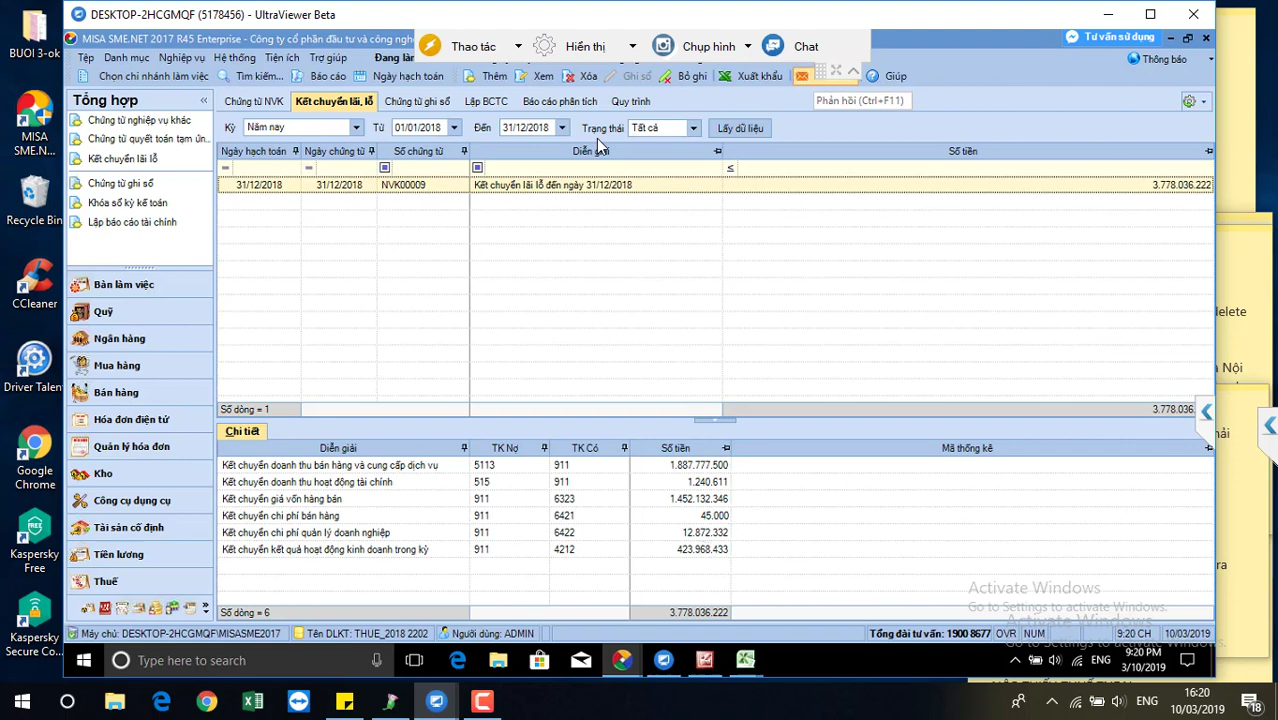 DESKTOP-2HCGMQF (5178456) - UltraViewer Beta
MISA SME.NET 2017 R45 Enterprise - Công ty cổ phần đầu tư và công ngh
Thao tác Hiển thị Chụp hình Chat
Tư vấn sử dụng
Tệp Danh mục Nghiệp vụ Hệ thống Tiện ích Trợ giúp Đang làm
Thông báo
Chọn chi nhánh làm việc Tìm kiếm... Báo cáo Ngày hạch toán Thêm Xem Xóa Ghi sổ Bỏ ghi Xuất khẩu Giúp
Phản hồi (Ctrl+F11)
Tổng hợp «
Chứng từ nghiệp vụ khác
Chứng từ quyết toán tạm ứn...
Kết chuyển lãi lỗ
Chứng từ ghi sổ
Khóa sổ kỳ kế toán
Lập báo cáo tài chính
Bàn làm việc
Quỹ
Ngân hàng
Mua hàng
Bán hàng
Hóa đơn điện tử
Quản lý hóa đơn
Kho
Công cụ dụng cụ
Tài sản cố định
Tiền lương
Thuế
Chứng từ NVK Kết chuyển lãi, lỗ Chứng từ ghi sổ Lập BCTC Báo cáo phân tích Quy trình
Kỳ Năm nay Từ 01/01/2018 Đến 31/12/2018 Trạng thái Tất cả Lấy dữ liệu
Ngày hạch toán Ngày chứng từ Số chứng từ Diễn giải Số tiền
= = ≤
31/12/2018 31/12/2018 NVK00009 Kết chuyển lãi lỗ đến ngày 31/12/2018 3.778.036.222
Số dòng = 1 3.778.036
Chi tiết
Diễn giải TK Nợ TK Có Số tiền Mã thống kê
Kết chuyển doanh thu bán hàng và cung cấp dịch vụ 5113 911 1.887.777.500
Kết chuyển doanh thu hoạt động tài chính 515 911 1.240.611
Kết chuyển giá vốn hàng bán 911 6323 1.452.132.346
Kết chuyển chi phí bán hàng 911 6421 45.000
Kết chuyển chi phí quản lý doanh nghiệp 911 6422 12.872.332
Kết chuyển kết quả hoạt động kinh doanh trong kỳ 911 4212 423.968.433
Số dòng = 6 3.778.036.222
Activate Windows
Go to Settings to activate Windows.
Activate Windows
Go to Settings to activate Windows.
Máy chủ: DESKTOP-2HCGMQF\MISASME2017 Tên DLKT: THUE_2018 2202 Người dùng: ADMIN Tổng đài tư vấn: 1900 8677 OVR NUM 9:20 CH 10/03/2019
Type here to search
ENG
9:20 PM
3/10/2019
BUOI 3-ok
MISA
SME.N...
Recycle Bin
CCleaner
Driver Talent
Google
Chrome
Kaspersky
Free
Kaspersky
Secure Co...
elete
à Nội
hải
ra
ENG
16:20
10/03/2019
18